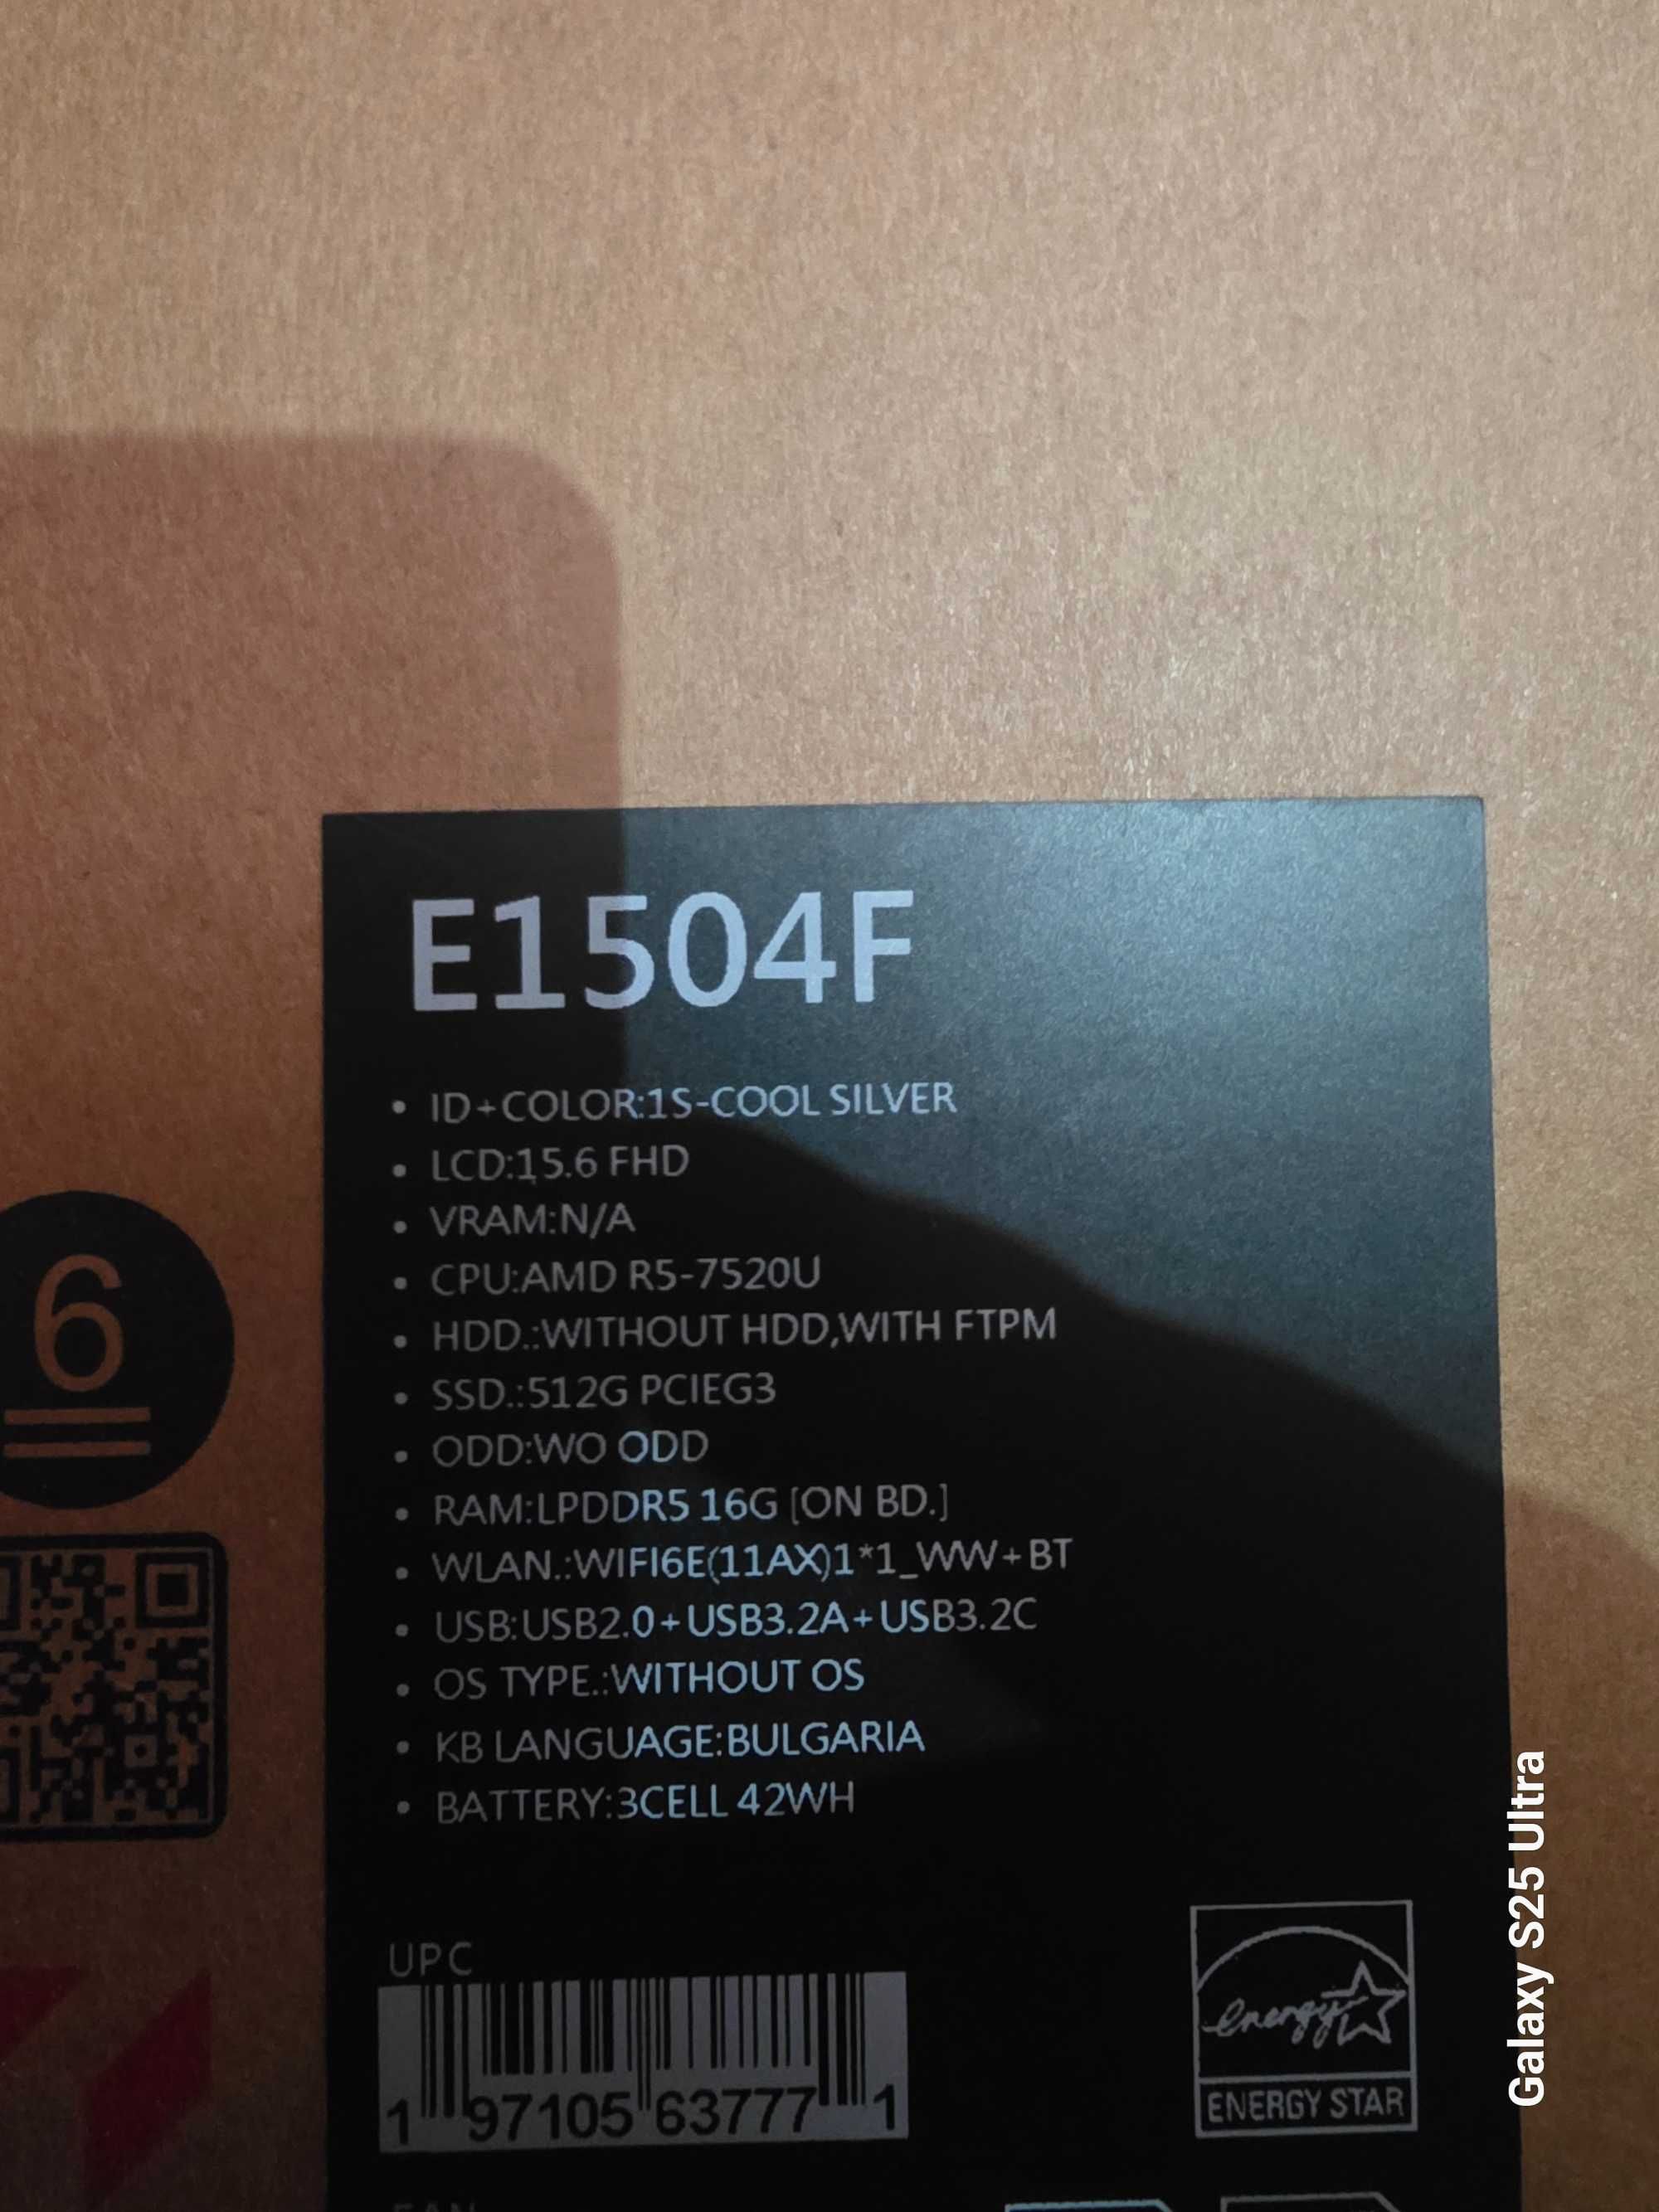 E1504F
• ID+COLOR:1S-COOL SILVER
• LCD:15.6 FHD
• VRAM:N/A
• CPU:AMD R5-7520U
• HDD.:WITHOUT HDD,WITH FTPM
• SSD.:512G PCIEG3
• ODD:WO ODD
• RAM:LPDDR5 16G [ON BD.]
• WLAN.:WIFI6E(11AX)1*1_WW+BT
• USB:USB2.0+USB3.2A+USB3.2C
• OS TYPE.:WITHOUT OS
• KB LANGUAGE:BULGARIA
• BATTERY:3CELL 42WH
6
UPC
1 97105 63777 1
energy
ENERGY STAR
Galaxy S25 Ultra